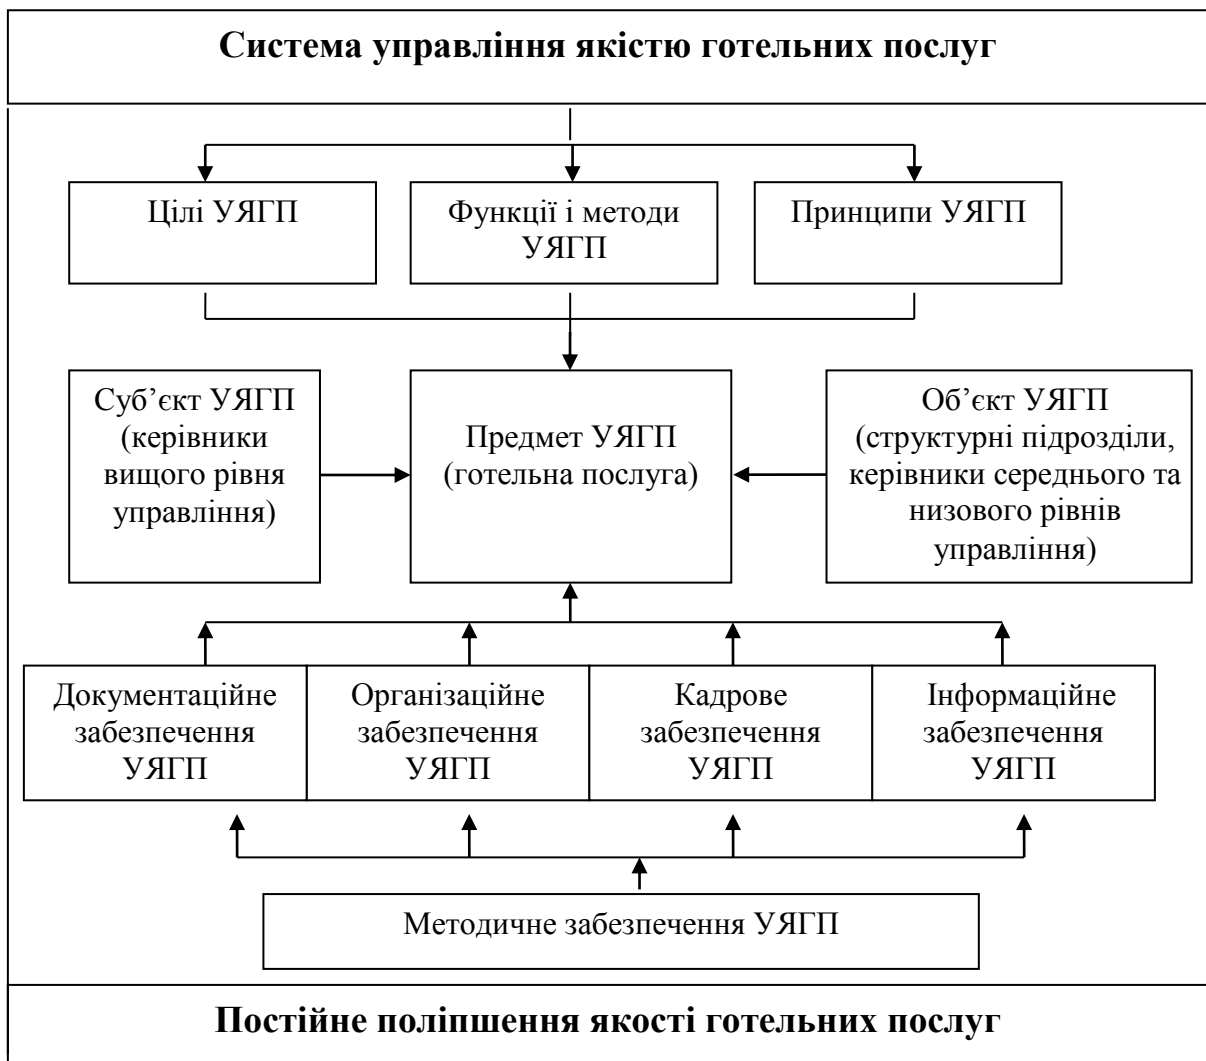 Система управління якістю готельних послуг
Цілі УЯГП
Функції і методи
УЯГП
Принципи УЯГП
Суб’єкт УЯГП
(керівники
вищого рівня
управління)
Предмет УЯГП
(готельна послуга)
Об’єкт УЯГП
(структурні підрозділи,
керівники середнього та
низового рівнів
управління)
Документаційне
забезпечення
УЯГП
Організаційне
забезпечення
УЯГП
Кадрове
забезпечення
УЯГП
Інформаційне
забезпечення
УЯГП
Методичне забезпечення УЯГП
Постійне поліпшення якості готельних послуг